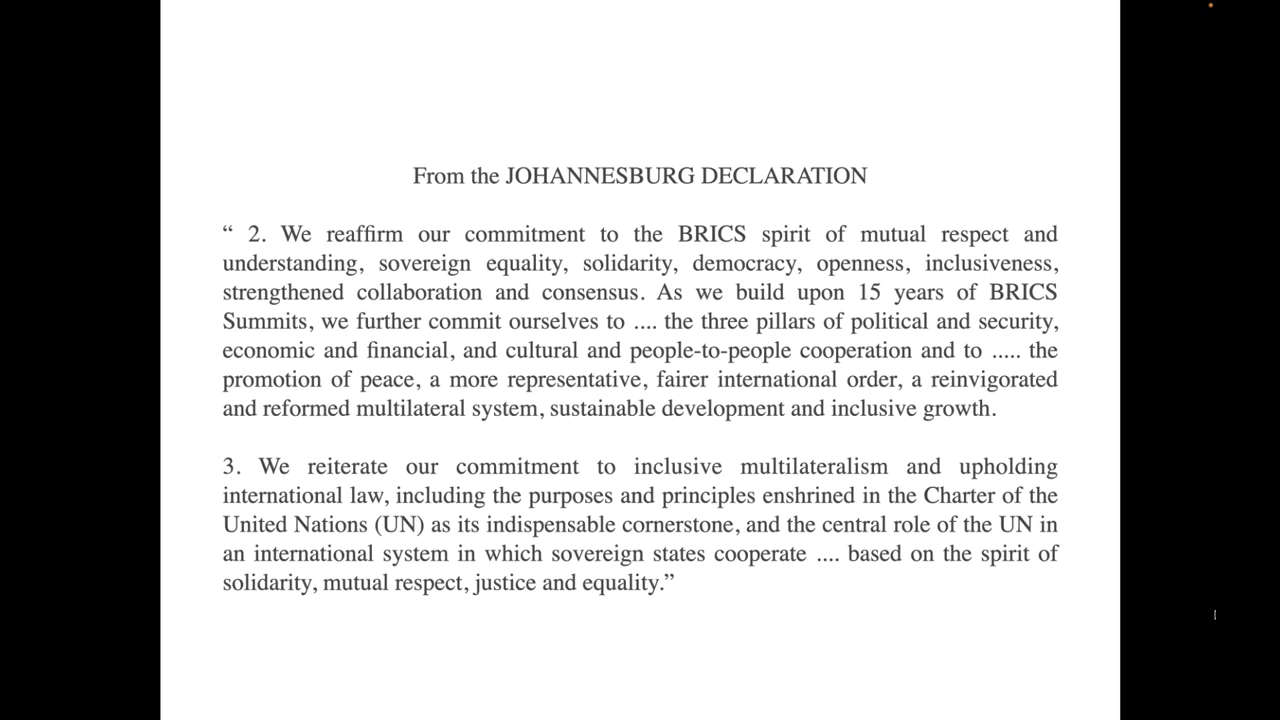 From the JOHANNESBURG DECLARATION
“ 2. We reaffirm our commitment to the BRICS spirit of mutual respect and
understanding, sovereign equality, solidarity, democracy, openness, inclusiveness,
strengthened collaboration and consensus. As we build upon 15 years of BRICS
Summits, we further commit ourselves to .... the three pillars of political and security,
economic and financial, and cultural and people-to-people cooperation and to ..... the
promotion of peace, a more representative, fairer international order, a reinvigorated
and reformed multilateral system, sustainable development and inclusive growth.
3. We reiterate our commitment to inclusive multilateralism and upholding
international law, including the purposes and principles enshrined in the Charter of the
United Nations (UN) as its indispensable cornerstone, and the central role of the UN in
an international system in which sovereign states cooperate .... based on the spirit of
solidarity, mutual respect, justice and equality.”